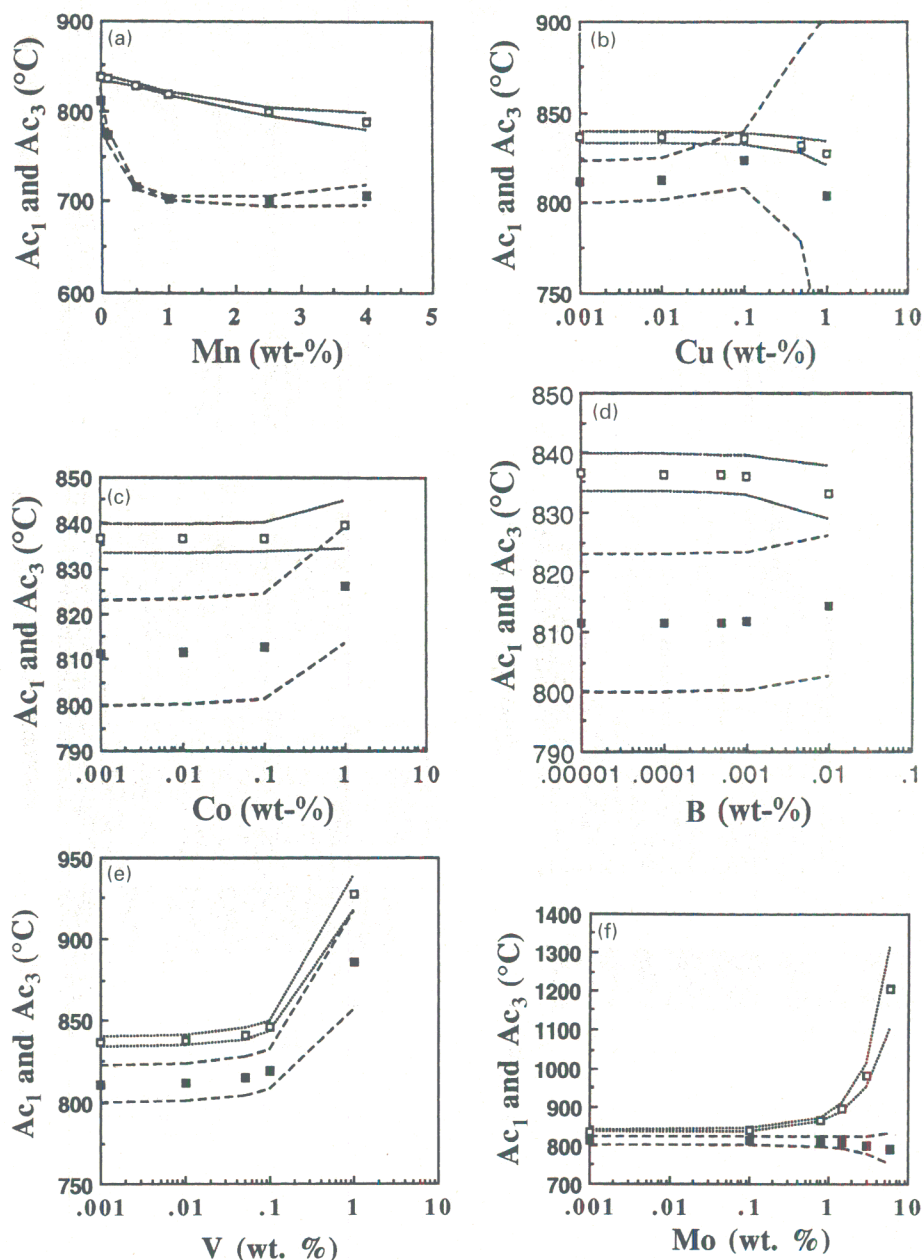 (a)
Ac1 and Ac3 (°C)
900
800
700
600
0 1 2 3 4 5
Mn (wt-%)
(b)
Ac1 and Ac3 (°C)
900
850
800
750
.001 .01 .1 1 10
Cu (wt-%)
(c)
Ac1 and Ac3 (°C)
850
840
835
820
810
800
790
.001 .01 .1 1 10
Co (wt-%)
(d)
Ac1 and Ac3 (°C)
850
840
830
820
810
800
790
.00001 .0001 .001 .01 .1
B (wt-%)
(e)
Ac1 and Ac3 (°C)
950
900
850
800
750
.001 .01 .1 1 10
V (wt. %)
(f)
Ac1 and Ac3 (°C)
1400
1300
1200
1100
1000
900
800
700
.001 .01 .1 1 10
Mo (wt. %)